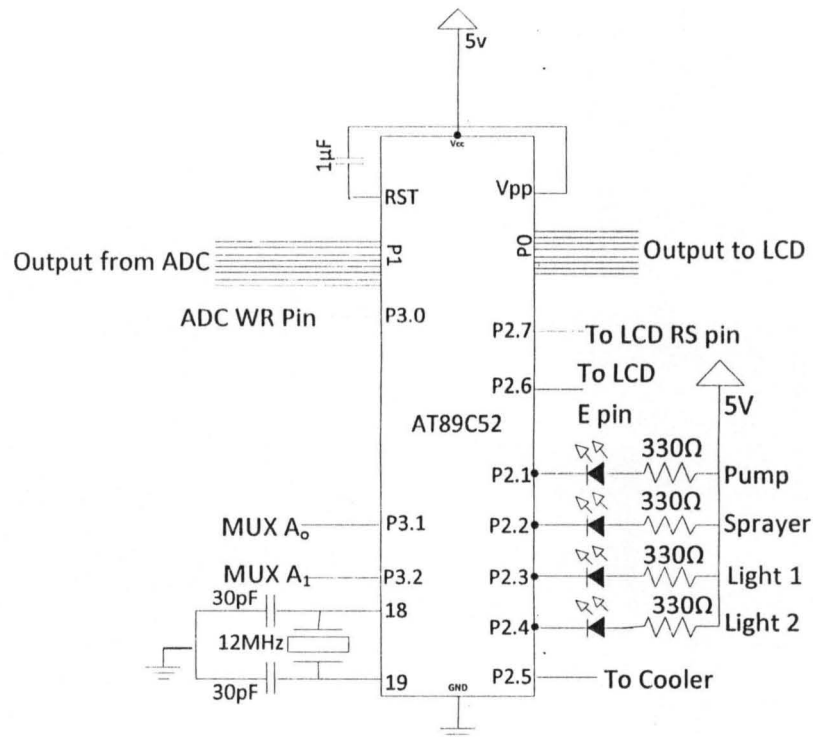 5v
Vcc
1µF
RST
Vpp
P1
P0
Output from ADC
Output to LCD
ADC WR Pin
P3.0
P2.7
To LCD RS pin
P2.6
To LCD
E pin
5V
AT89C52
P2.1
330Ω
Pump
MUX Ao
P3.1
P2.2
330Ω
Sprayer
MUX A1
P3.2
P2.3
330Ω
Light 1
30pF
18
P2.4
330Ω
Light 2
12MHz
30pF
19
GND
P2.5
To Cooler